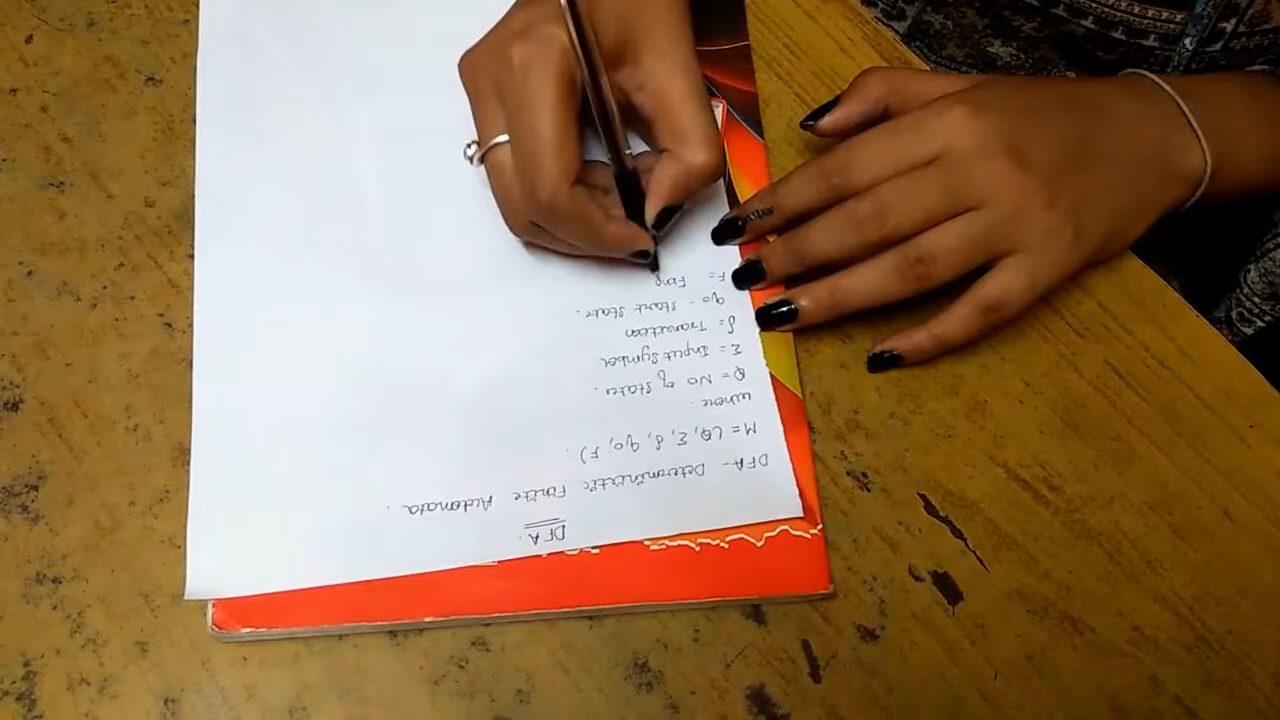 DFA.
DFA - Deterministic Finite Automata.
M = (Q, Σ, δ, q0, F).
where.
Q = No of states.
Σ = Input Symbol
δ = Transition
q0 - Start State.
F = Fina